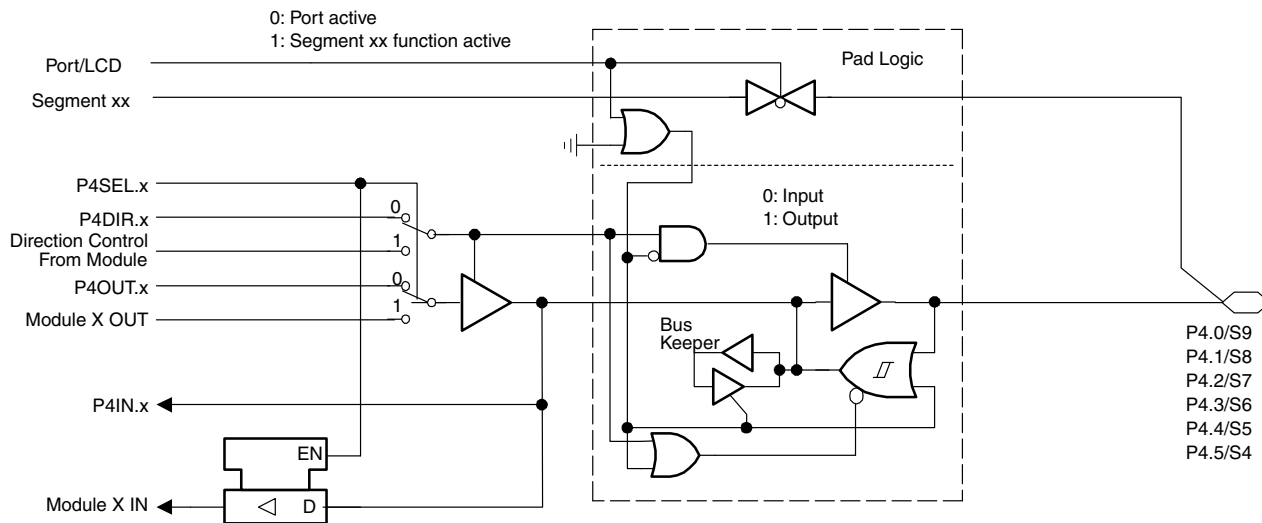 0: Port active
1: Segment xx function active
Port/LCD
Segment xx
Pad Logic
P4SEL.x
0: Input
1: Output
P4DIR.x
0
Direction Control
From Module
1
P4OUT.x
0
Module X OUT
1
Bus
Keeper
P4.0/S9
P4.1/S8
P4.2/S7
P4.3/S6
P4.4/S5
P4.5/S4
P4IN.x
EN
Module X IN
D